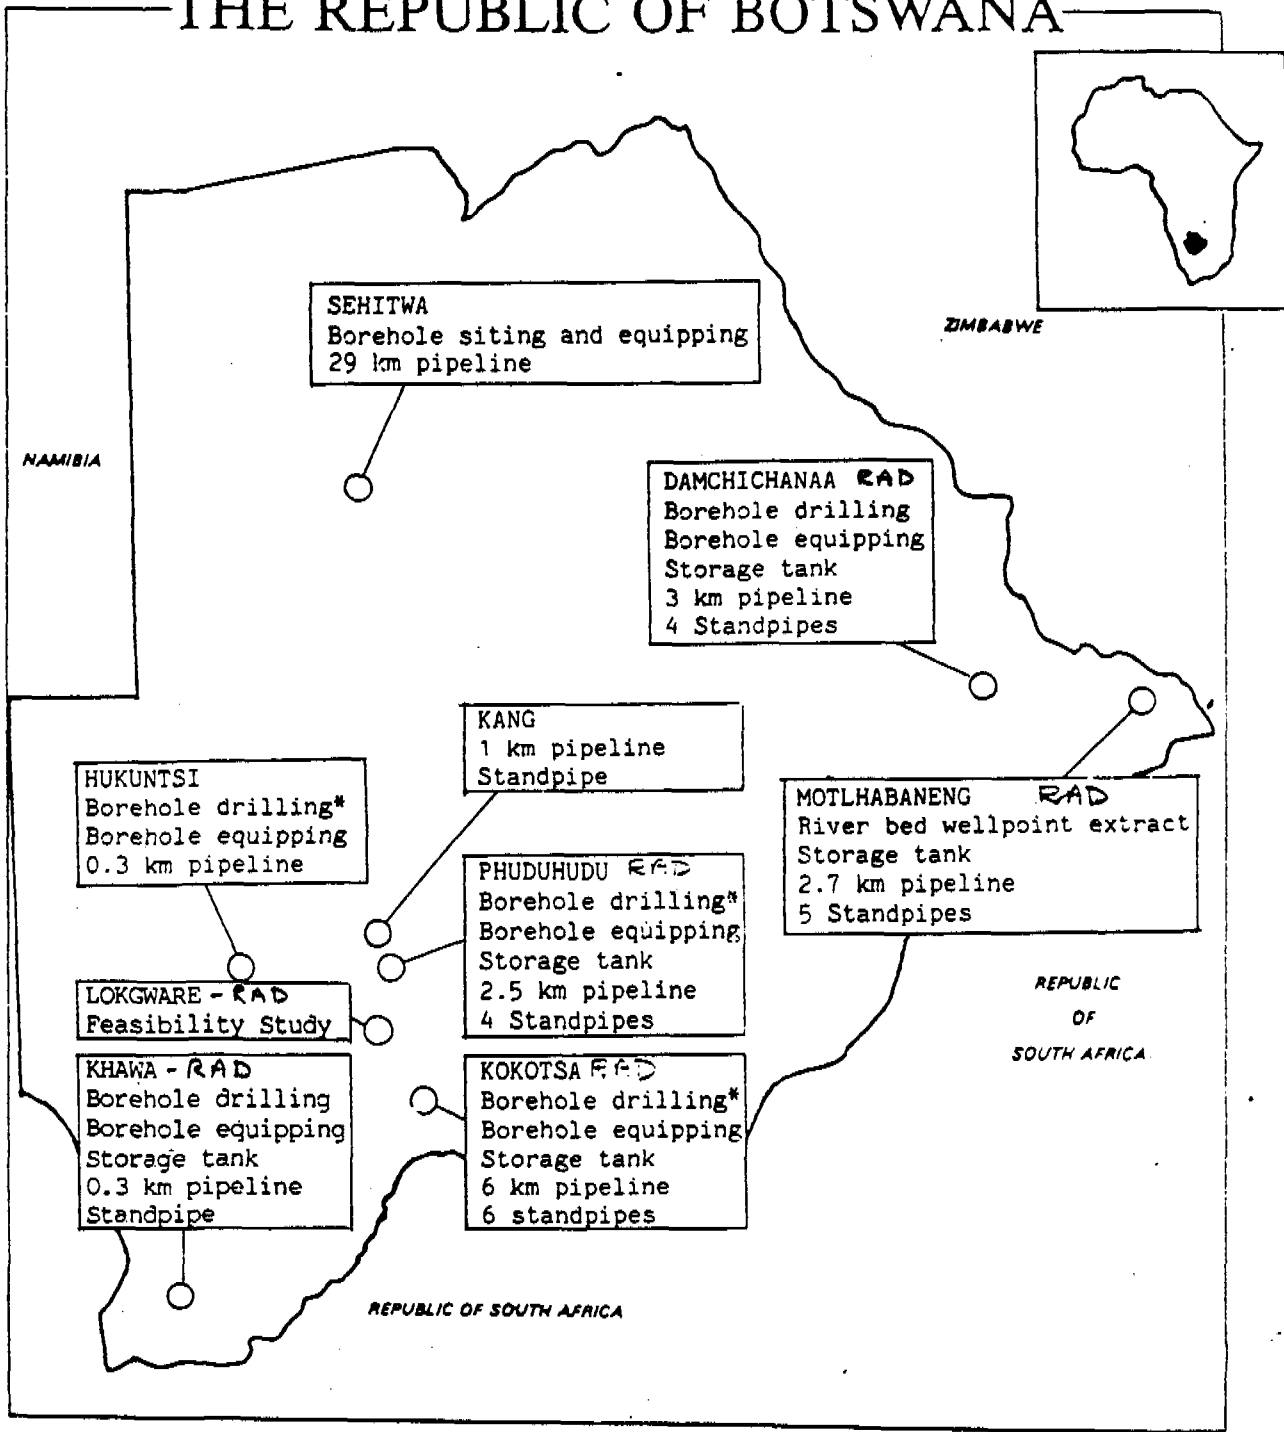 THE REPUBLIC OF BOTSWANA
SEHITWA
Borehole siting and equipping
29 km pipeline
ZIMBABWE
NAMIBIA
DAMCHICHANAA RAD
Borehole drilling
Borehole equipping
Storage tank
3 km pipeline
4 Standpipes
KANG
1 km pipeline
Standpipe
HUKUNTSI
Borehole drilling*
Borehole equipping
0.3 km pipeline
MOTLHABANENG RAD
River bed wellpoint extract
Storage tank
2.7 km pipeline
5 Standpipes
PHUDUHUDU RAD
Borehole drilling*
Borehole equipping
Storage tank
2.5 km pipeline
4 Standpipes
LOKGWARE - RAD
Feasibility Study
REPUBLIC
OF
SOUTH AFRICA
KHAWA - RAD
Borehole drilling
Borehole equipping
Storage tank
0.3 km pipeline
Standpipe
KOKOTSA RAD
Borehole drilling*
Borehole equipping
Storage tank
6 km pipeline
6 standpipes
REPUBLIC OF SOUTH AFRICA